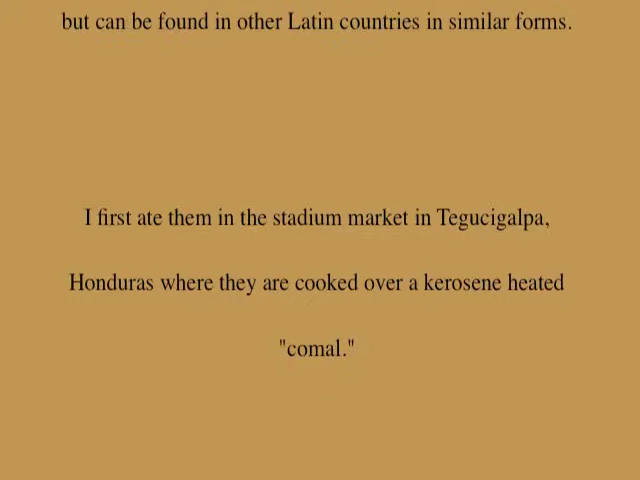 but can be found in other Latin countries in similar forms.
I first ate them in the stadium market in Tegucigalpa,
Honduras where they are cooked over a kerosene heated
"comal."